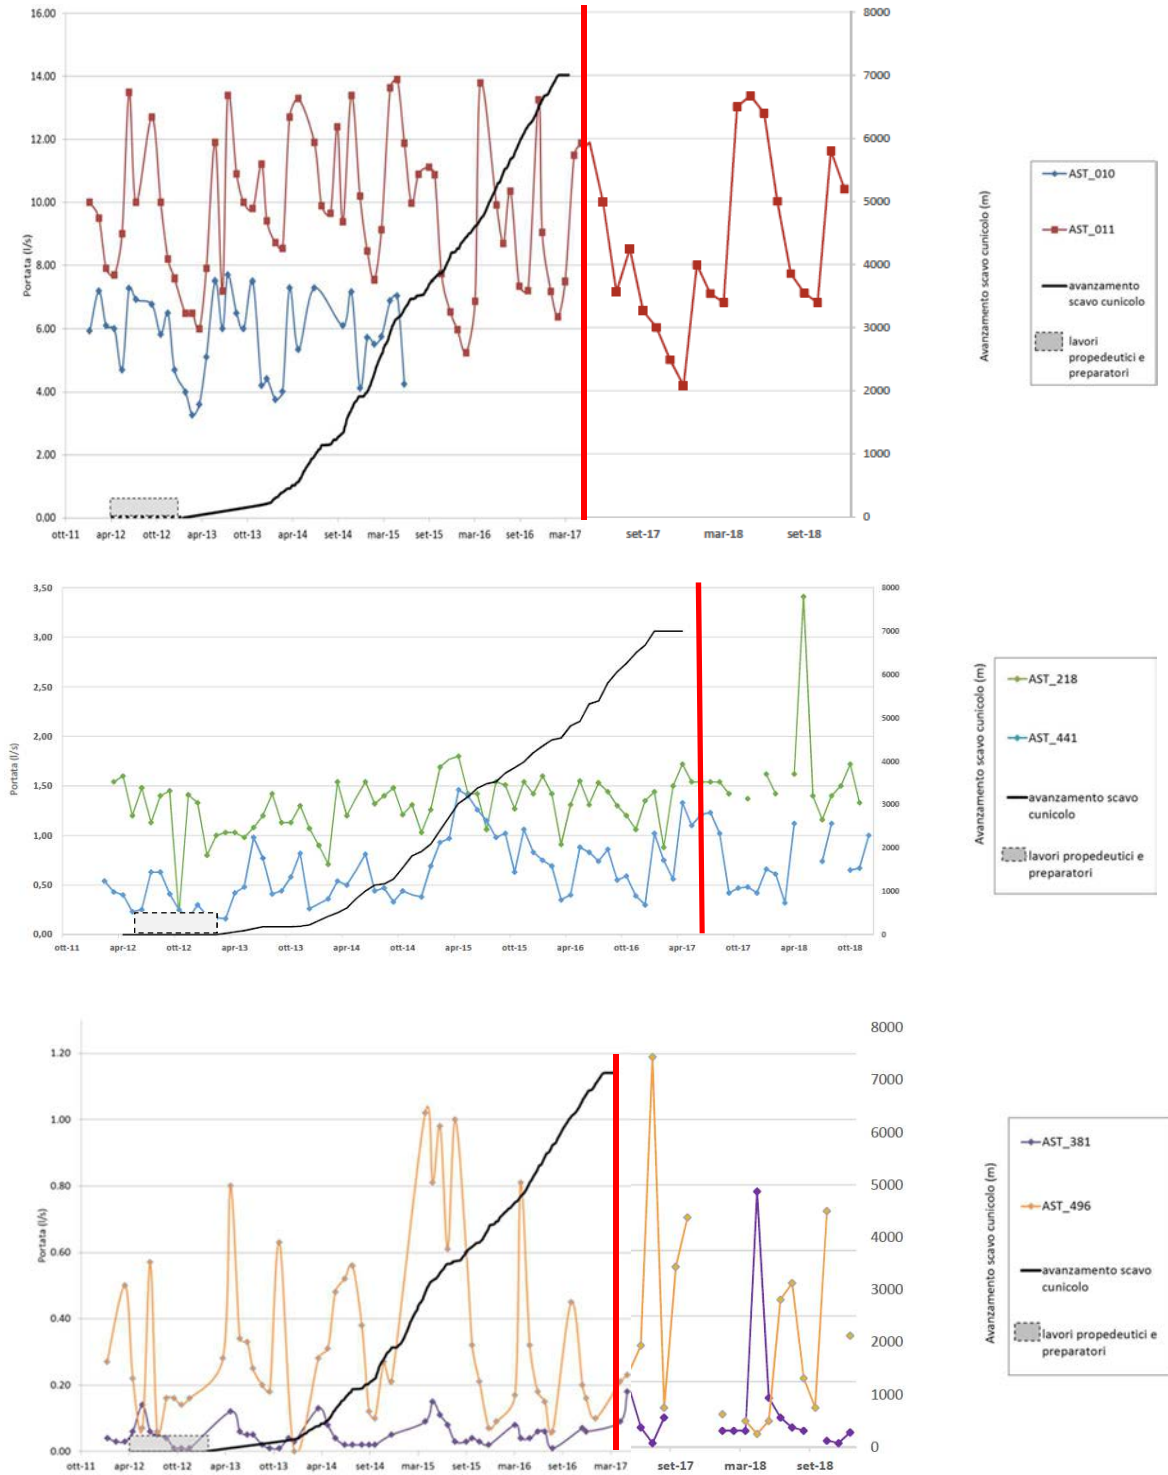 16.00
14.00
12.00
10.00
8.00
6.00
4.00
2.00
0.00
Portata (l/s)
ott-11
apr-12
ott-12
apr-13
ott-13
apr-14
set-14
mar-15
set-15
mar-16
set-16
mar-17
set-17
mar-18
set-18
8000
7000
6000
5000
4000
3000
2000
1000
0
Avanzamento scavo cunicolo (m)
AST_010
AST_011
avanzamento
scavo cunicolo
lavori
propedeutici e
preparatori
3,50
3,00
2,50
2,00
1,50
1,00
0,50
0,00
Portata (l/s)
ott-11
apr-12
ott-12
apr-13
ott-13
apr-14
ott-14
apr-15
ott-15
apr-16
ott-16
apr-17
ott-17
apr-18
ott-18
8000
7000
6000
5000
4000
3000
2000
1000
0
Avanzamento scavo cunicolo (m)
AST_218
AST_441
avanzamento scavo
cunicolo
lavori propedeutici e
preparatori
1.20
1.00
0.80
0.60
0.40
0.20
0.00
Portata (l/s)
ott-11
apr-12
ott-12
apr-13
ott-13
apr-14
set-14
mar-15
set-15
mar-16
set-16
mar-17
set-17
mar-18
set-18
8000
7000
6000
5000
4000
3000
2000
1000
0
Avanzamento scavo cunicolo (m)
AST_381
AST_496
avanzamento scavo
cunicolo
lavori propedeutici e
preparatori